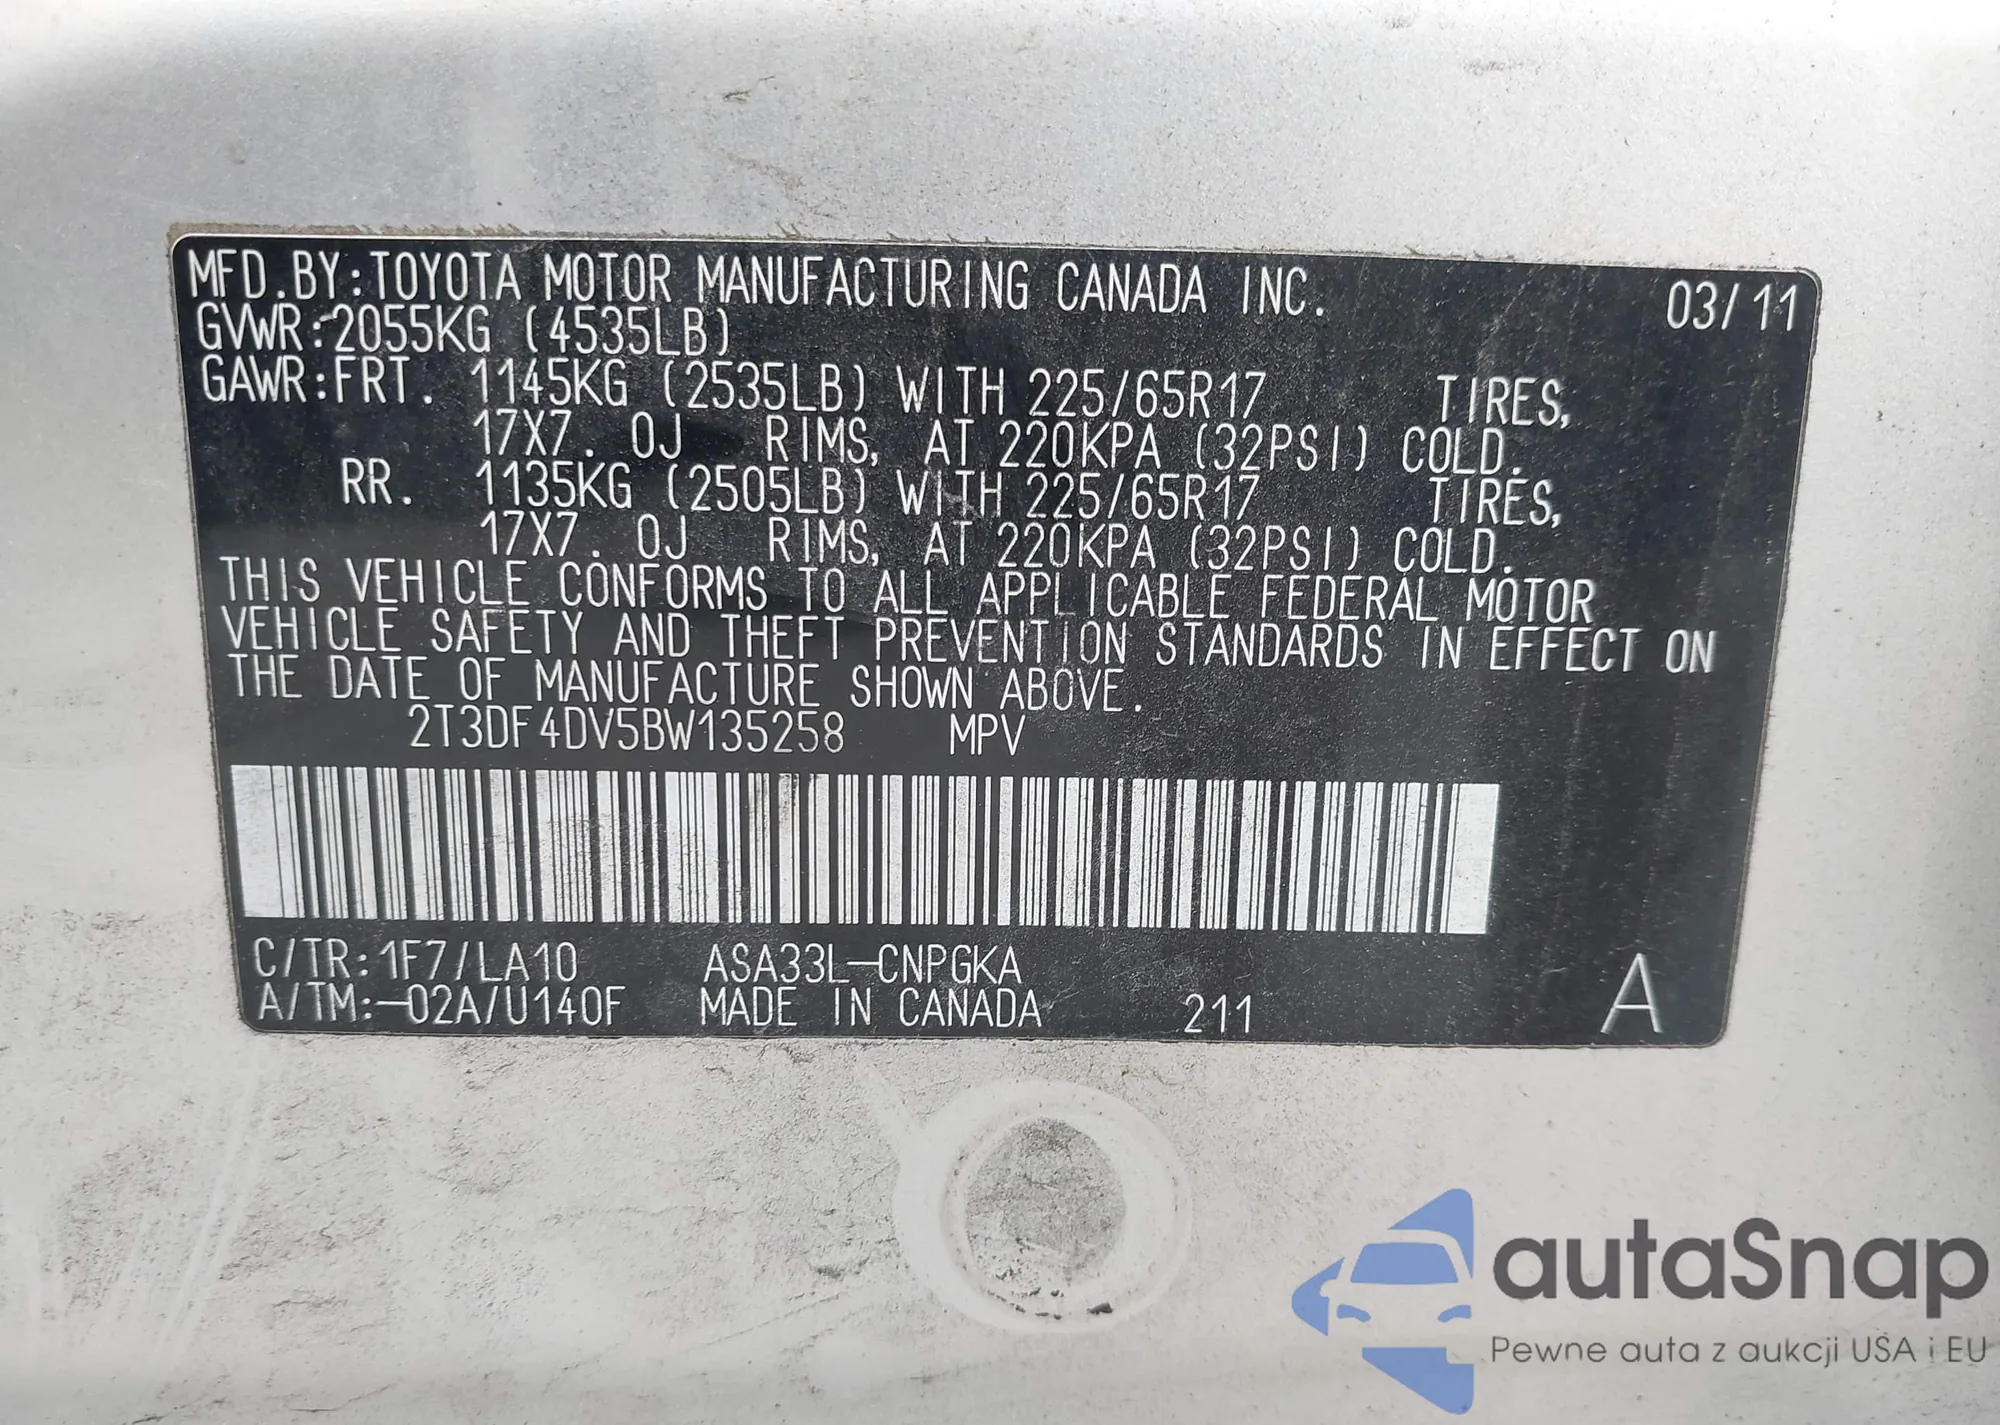 MFD.BY:TOYOTA MOTOR MANUFACTURING CANADA INC. 03/11
GVWR:2055KG (4535LB)
GAWR:FRT. 1145KG (2535LB) WITH 225/65R17 TIRES,
17X7. 0J RIMS, AT 220KPA (32PSI) COLD.
RR. 1135KG (2505LB) WITH 225/65R17 TIRES,
17X7. 0J RIMS, AT 220KPA (32PSI) COLD.
THIS VEHICLE CONFORMS TO ALL APPLICABLE FEDERAL MOTOR
VEHICLE SAFETY AND THEFT PREVENTION STANDARDS IN EFFECT ON
THE DATE OF MANUFACTURE SHOWN ABOVE.
2T3DF4DV5BW135258 MPV
C/TR:1F7/LA10 ASA33L-CNPGKA
A/TM:-02A/U140F MADE IN CANADA 211 A
autaSnap
Pewne auta z aukcji USA i EU